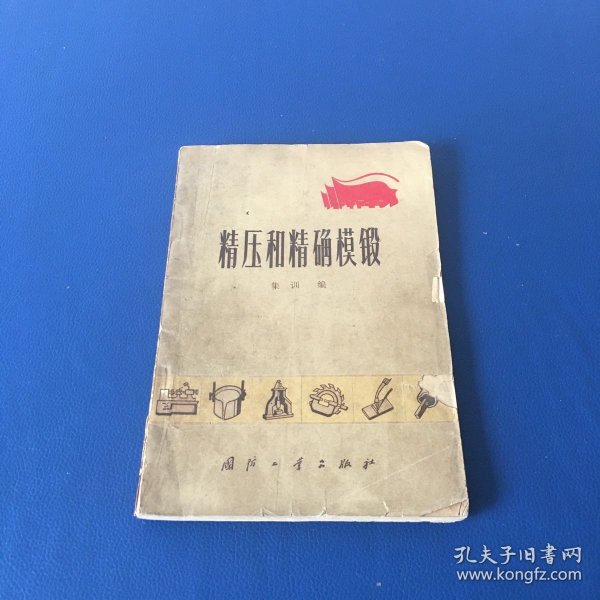 精压和精确模锻
集训 编
国防工业出版社
孔夫子旧书网
www.kongfz.com